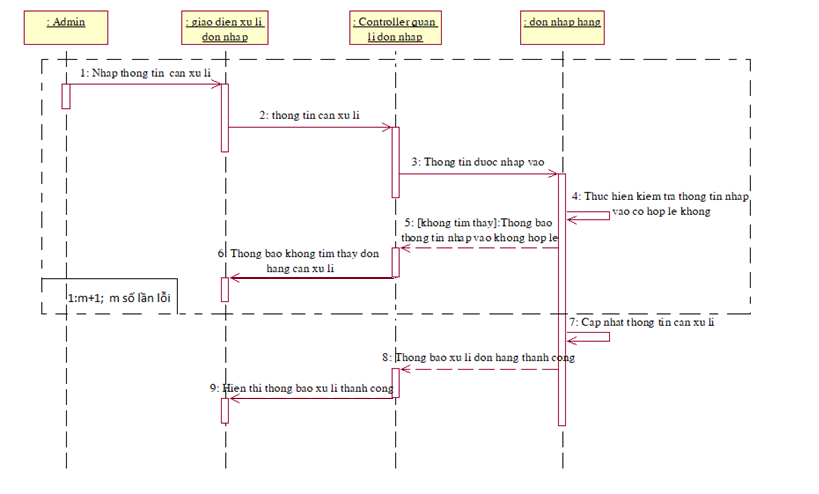 : Admin
: giao dien xu li
don nhap
: Controller quan
li don nhap
: don nhap hang
1: Nhap thong tin can xu li
2: thong tin can xu li
3: Thong tin duoc nhap vao
4: Thuc hien kiem tra thong tin nhap
vao co hop le khong
5: [khong tim thay]:Thong bao
thong tin nhap vao khong hop le
6: Thong bao khong tim thay don
hang can xu li
1:m+1; m số lần lỗi
7: Cap nhat thong tin can xu li
8: Thong bao xu li don hang thanh cong
9: Hien thi thong bao xu li thanh cong